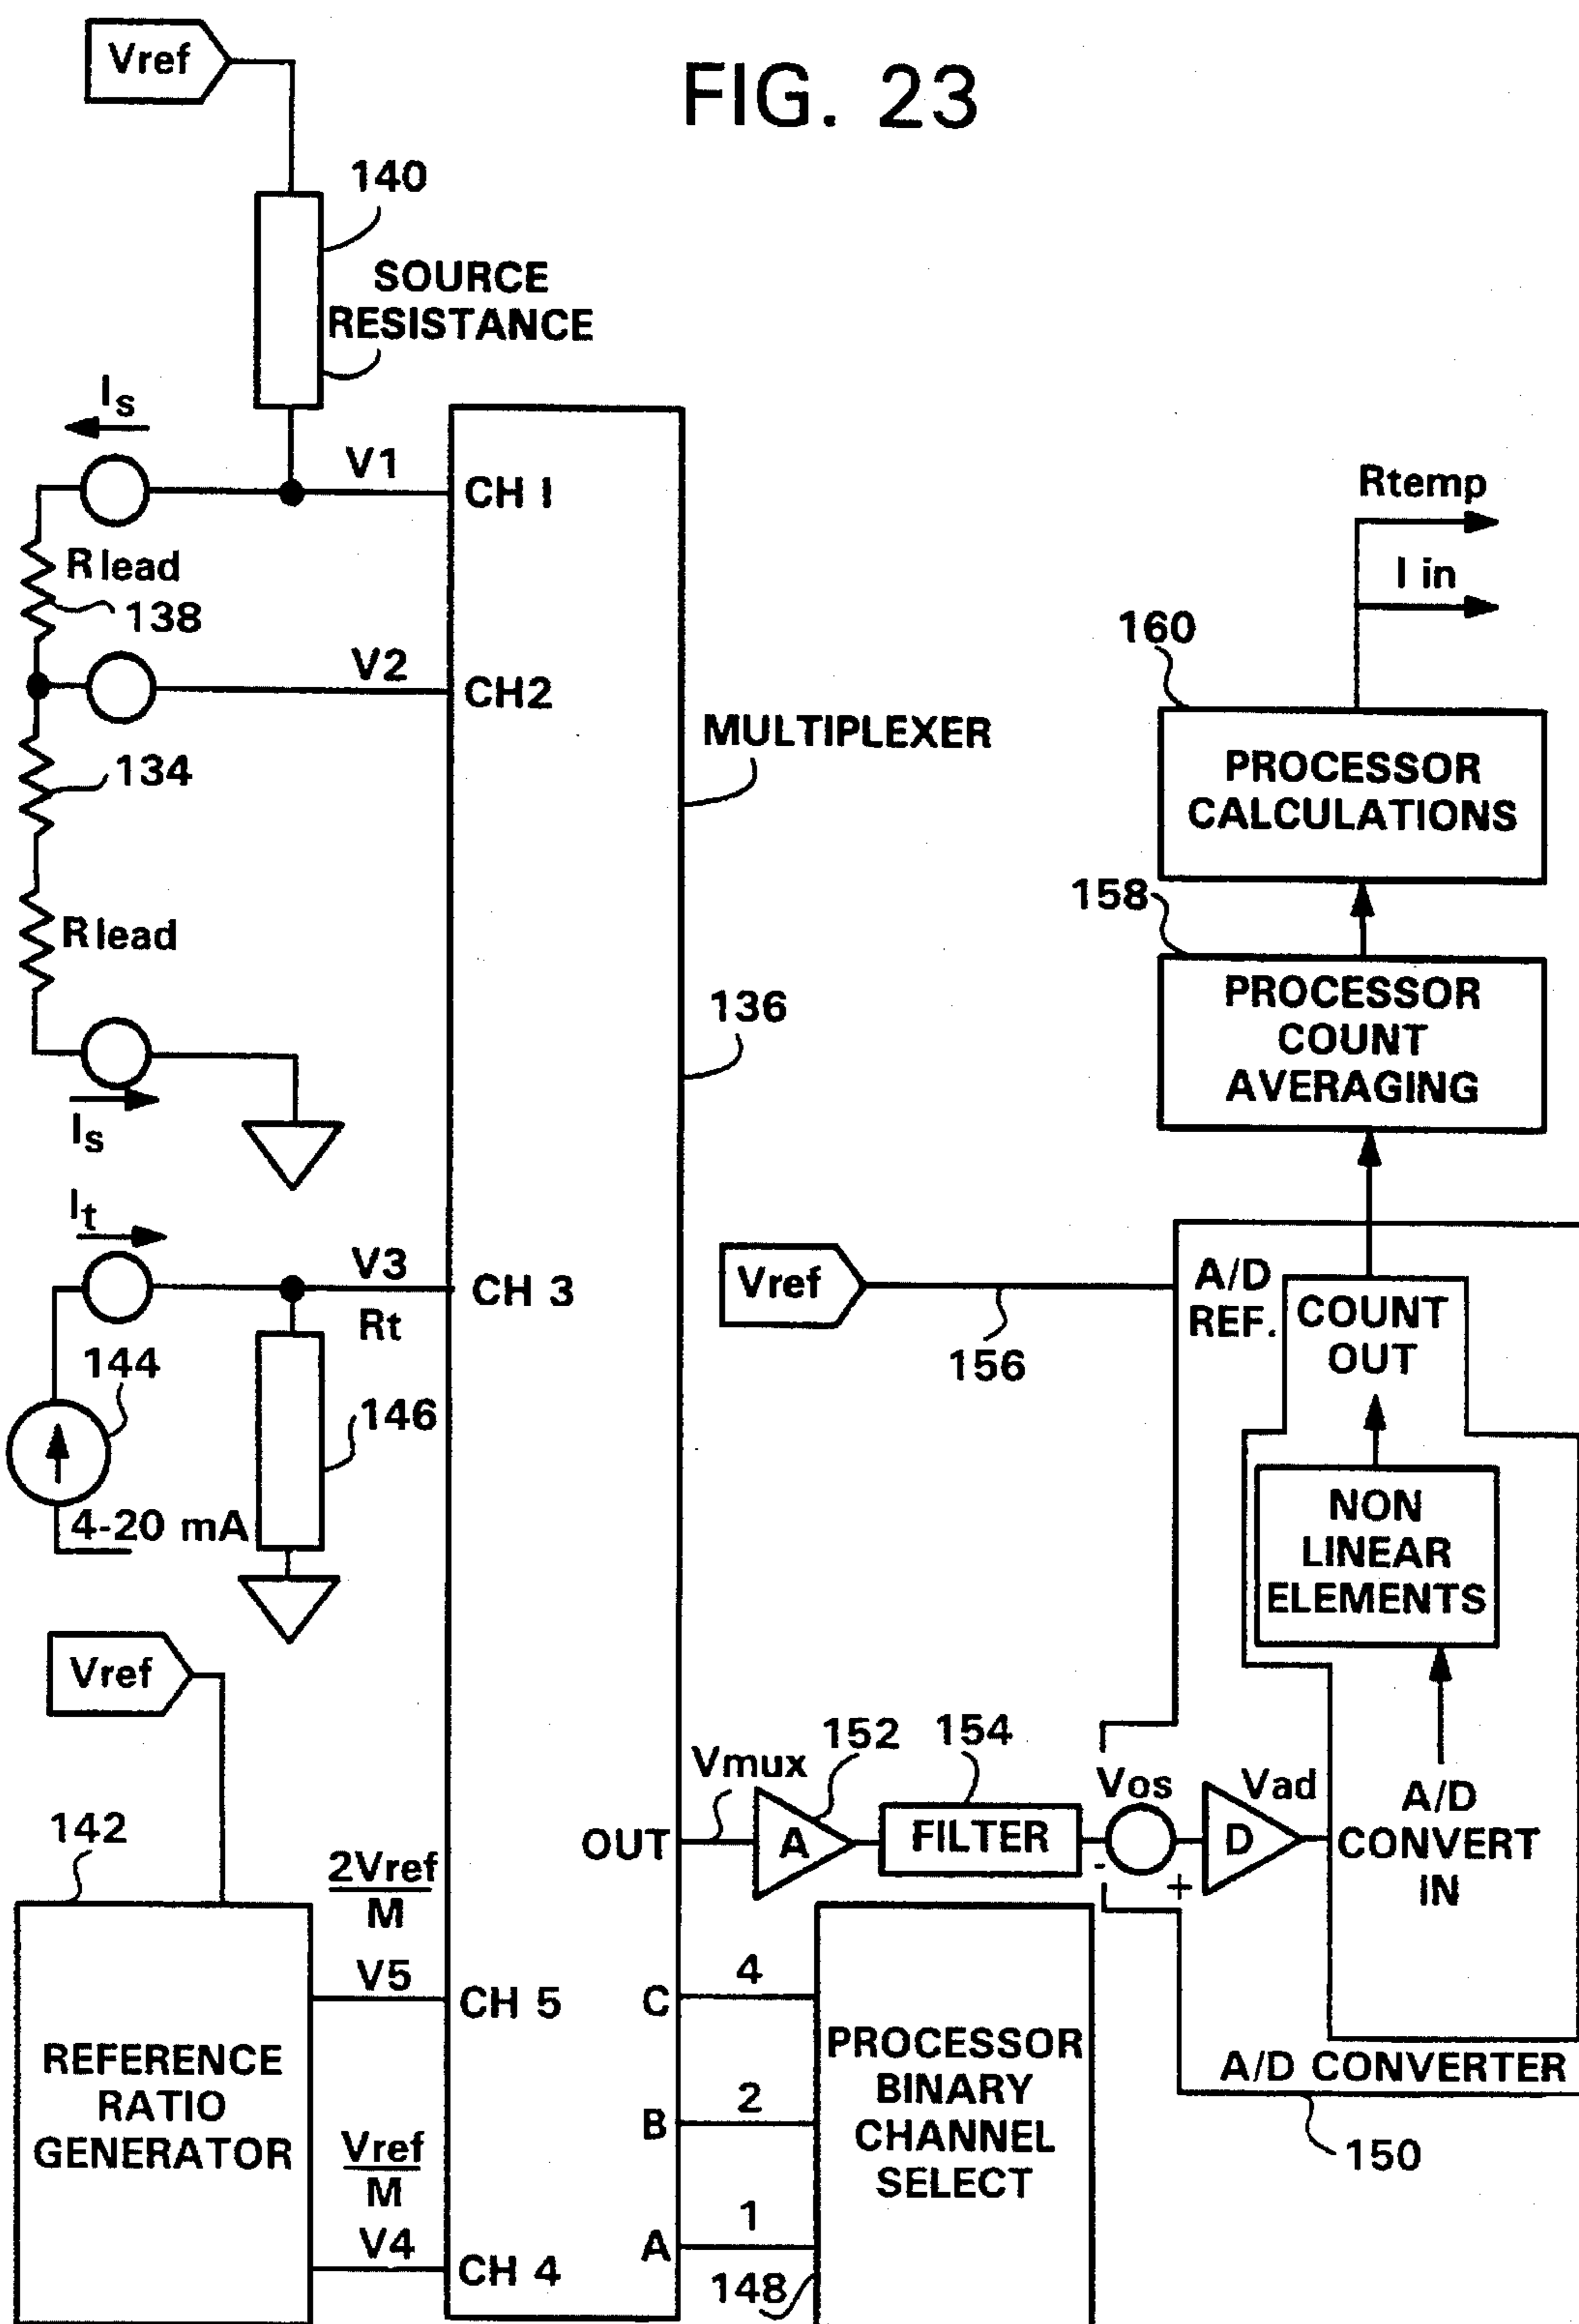 FIG. 23
Vref
140
SOURCE
RESISTANCE
Is
V1
CH 1
R lead
138
V2
CH2
134
R lead
Is
MULTIPLEXER
136
It
V3
CH 3
Rt
144
146
4-20 mA
Vref
142
REFERENCE
RATIO
GENERATOR
2Vref
M
V5
CH 5
Vref
M
V4
CH 4
OUT
Vmux
152
A
154
FILTER
C
4
B
2
A
1
148
PROCESSOR
BINARY
CHANNEL
SELECT
Rtemp
I in
160
PROCESSOR
CALCULATIONS
158
PROCESSOR
COUNT
AVERAGING
Vref
156
A/D
REF.
COUNT
OUT
NON
LINEAR
ELEMENTS
Vos
-
+
Vad
D
A/D
CONVERT
IN
A/D CONVERTER
150